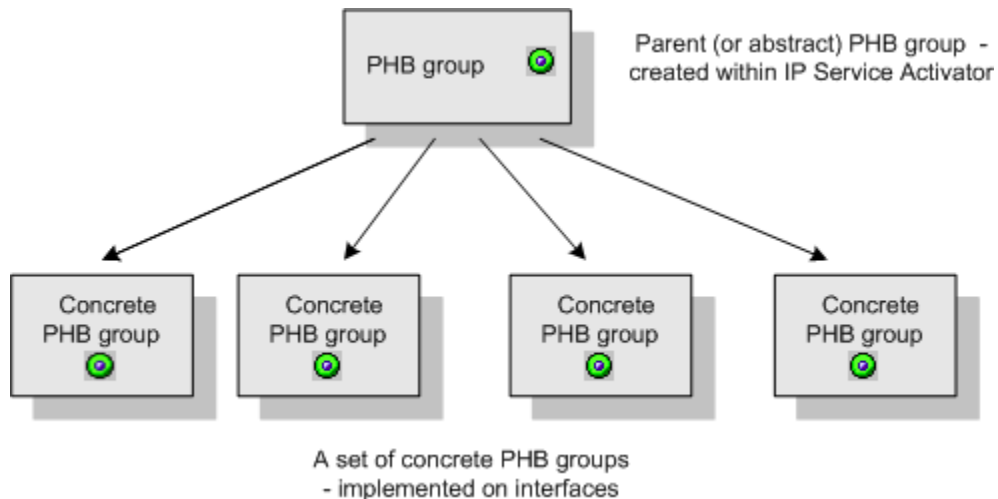 PHB group
Parent (or abstract) PHB group -
created within IP Service Activator
Concrete
PHB group
Concrete
PHB group
Concrete
PHB group
Concrete
PHB group
A set of concrete PHB groups
- implemented on interfaces